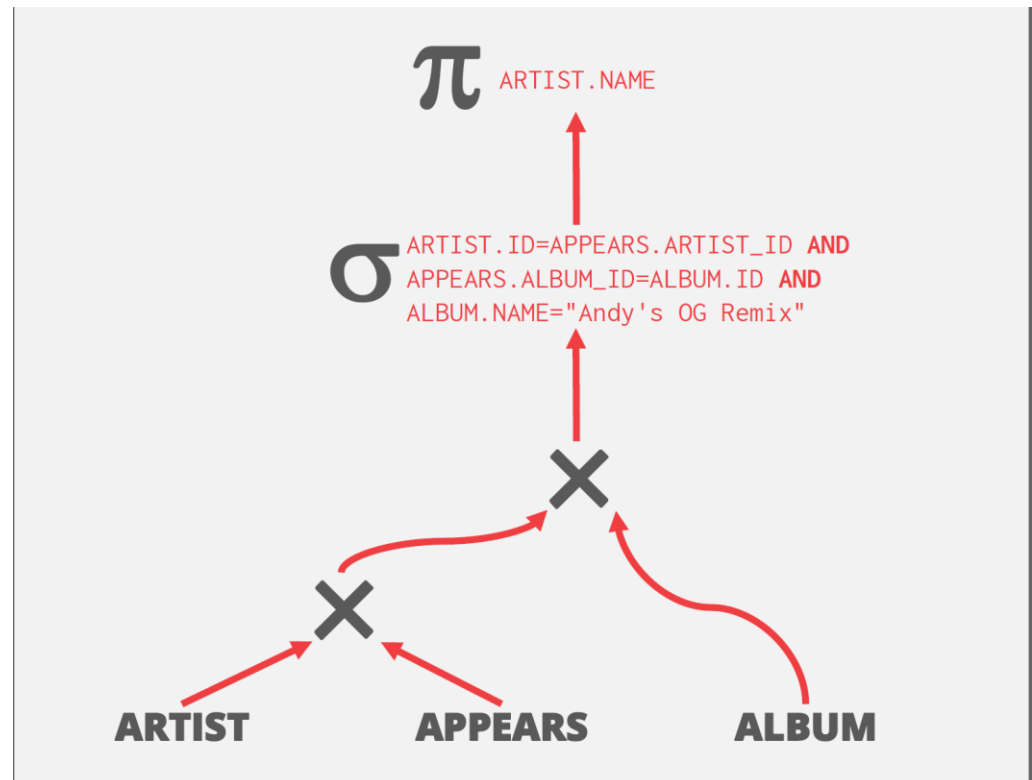 π ARTIST.NAME
σ ARTIST.ID=APPEARS.ARTIST_ID AND
APPEARS.ALBUM_ID=ALBUM.ID AND
ALBUM.NAME="Andy's OG Remix"
×
×
ARTIST APPEARS ALBUM